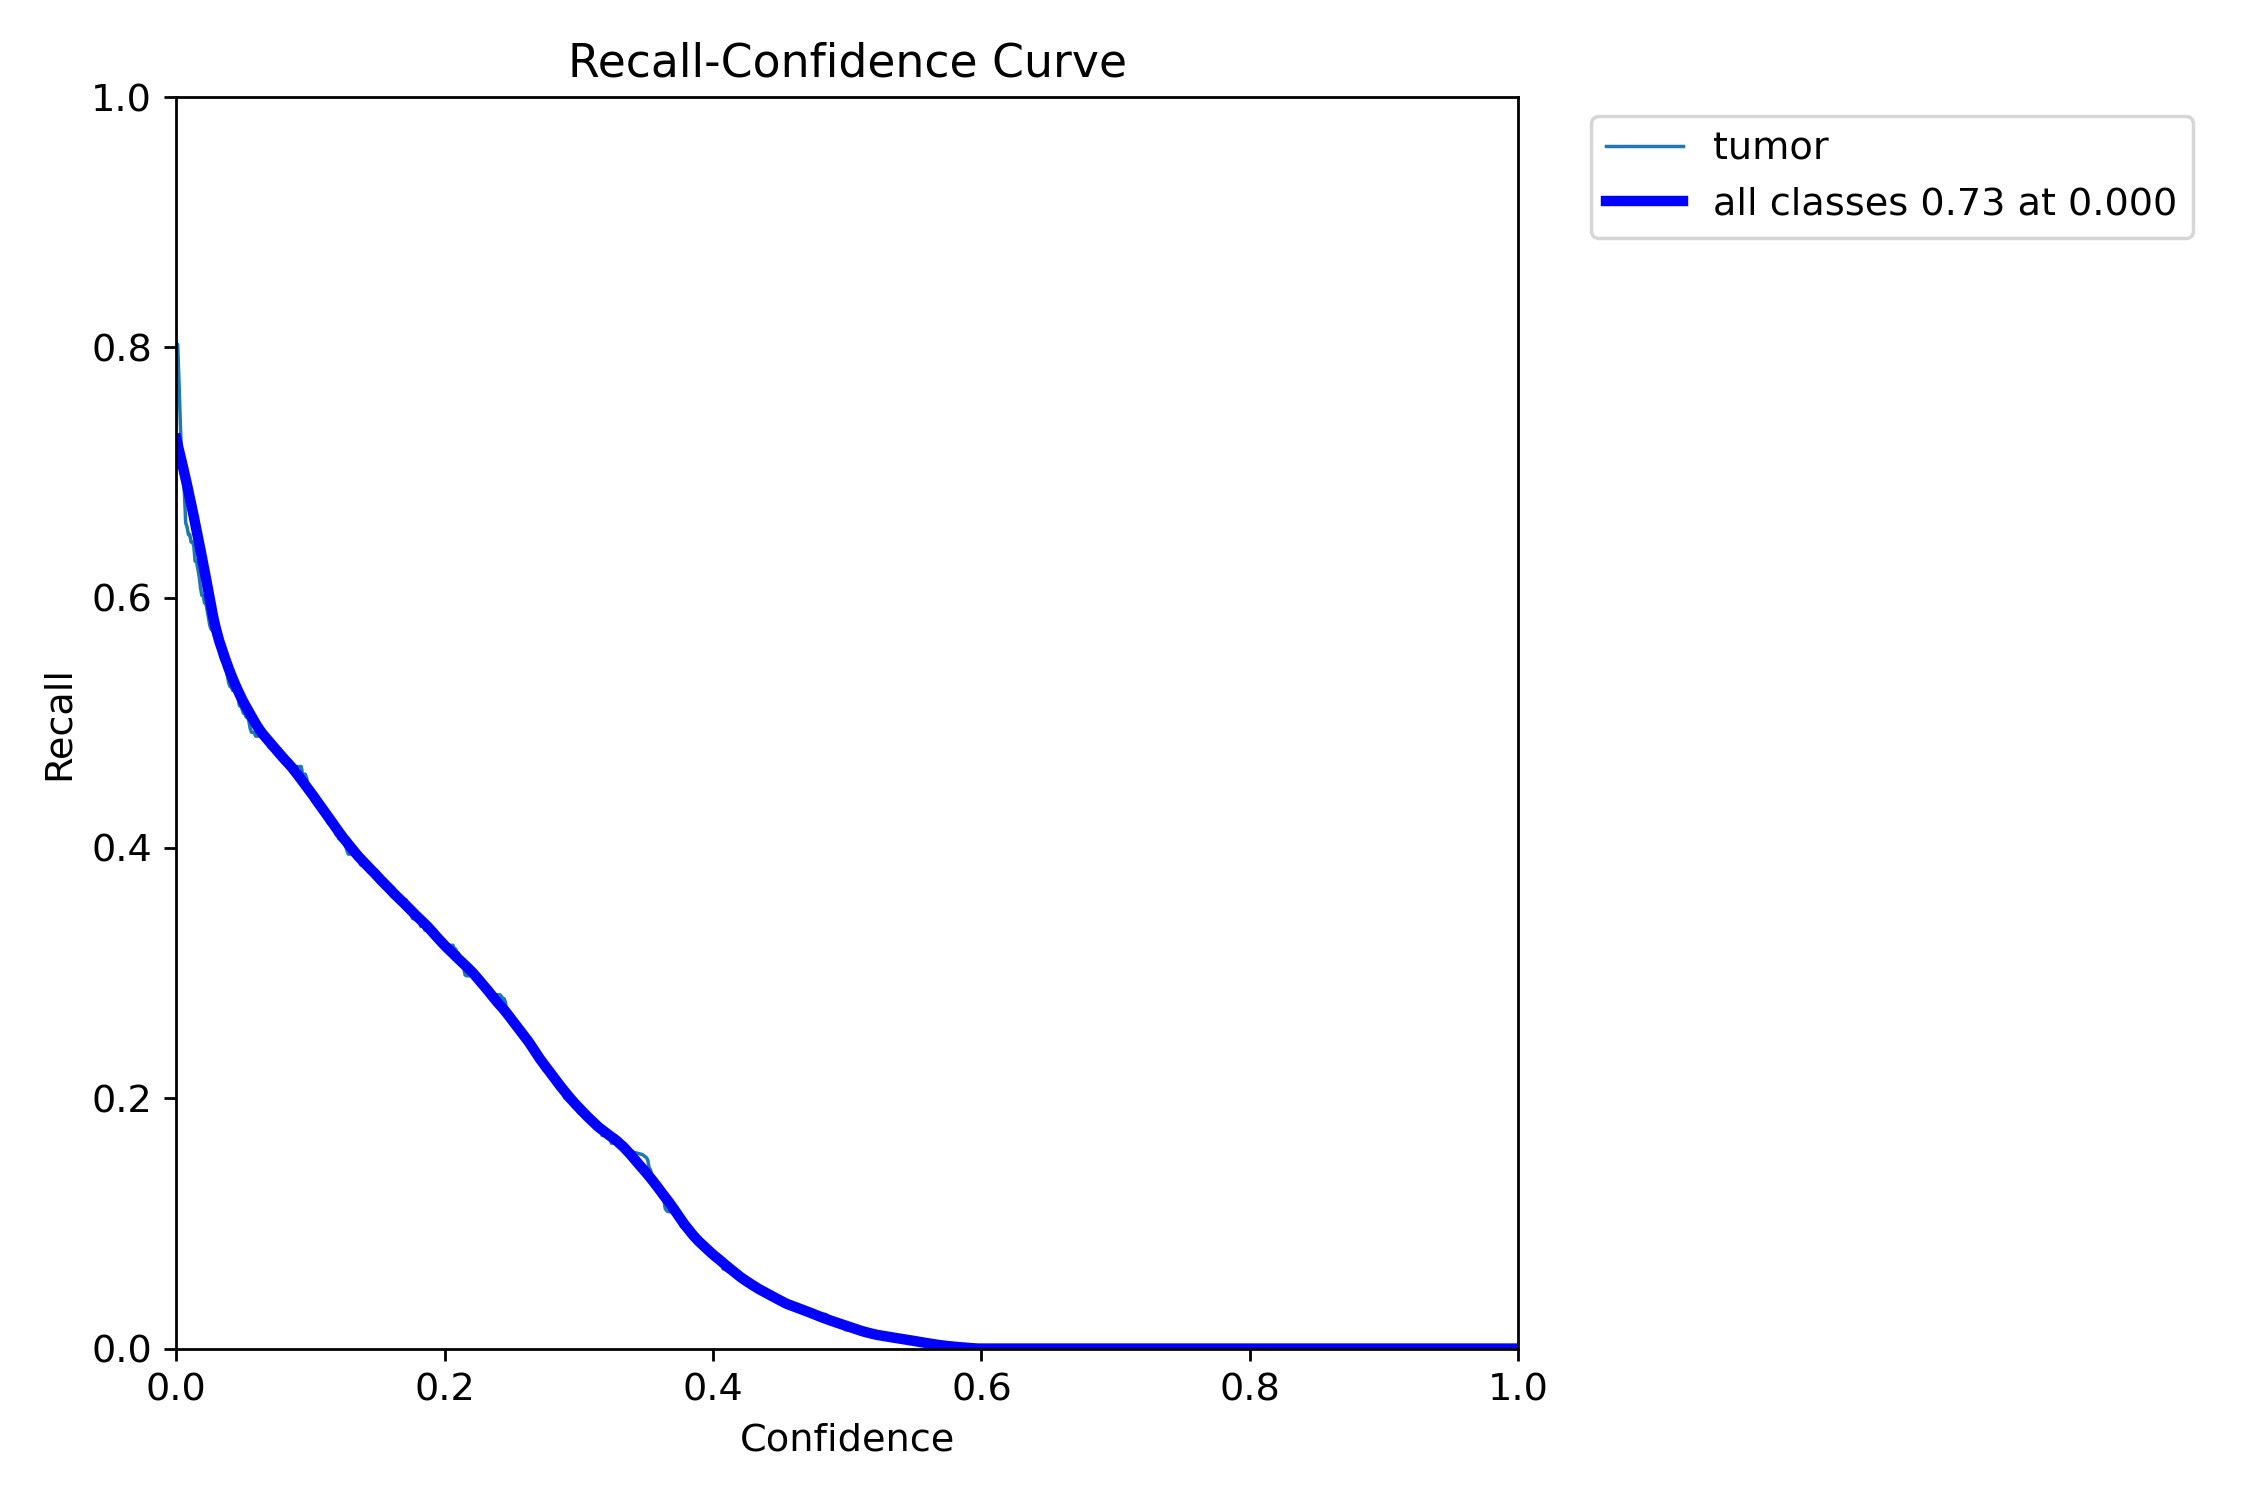 Recall-Confidence Curve
1.0
0.8
0.6
0.4
0.2
0.0
Recall
0.0 0.2 0.4 0.6 0.8 1.0
Confidence
tumor
all classes 0.73 at 0.000